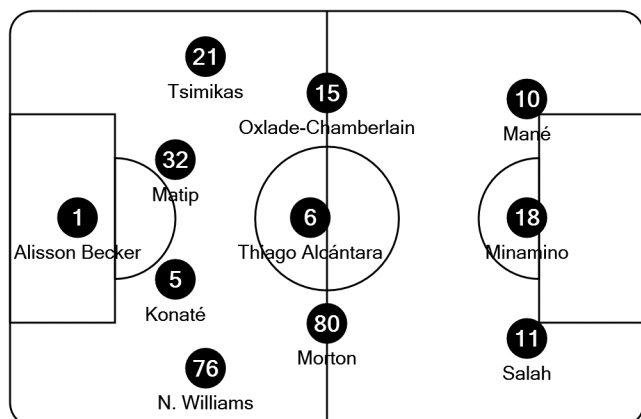 21
Tsimikas
15
Oxlade-Chamberlain
10
Mané
32
Matip
1
Alisson Becker
6
Thiago Alcántara
18
Minamino
5
Konaté
80
Morton
11
Salah
76
N. Williams